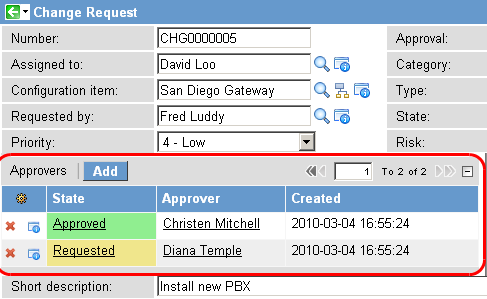 Change Request
Number: CHG0000005 Approval:
Assigned to: David Loo Category:
Configuration item: San Diego Gateway Type:
Requested by: Fred Luddy State:
Priority: 4 - Low Risk:
Approvers Add 1 To 2 of 2
State Approver Created
Approved Christen Mitchell 2010-03-04 16:55:24
Requested Diana Temple 2010-03-04 16:55:24
Short description: Install new PBX